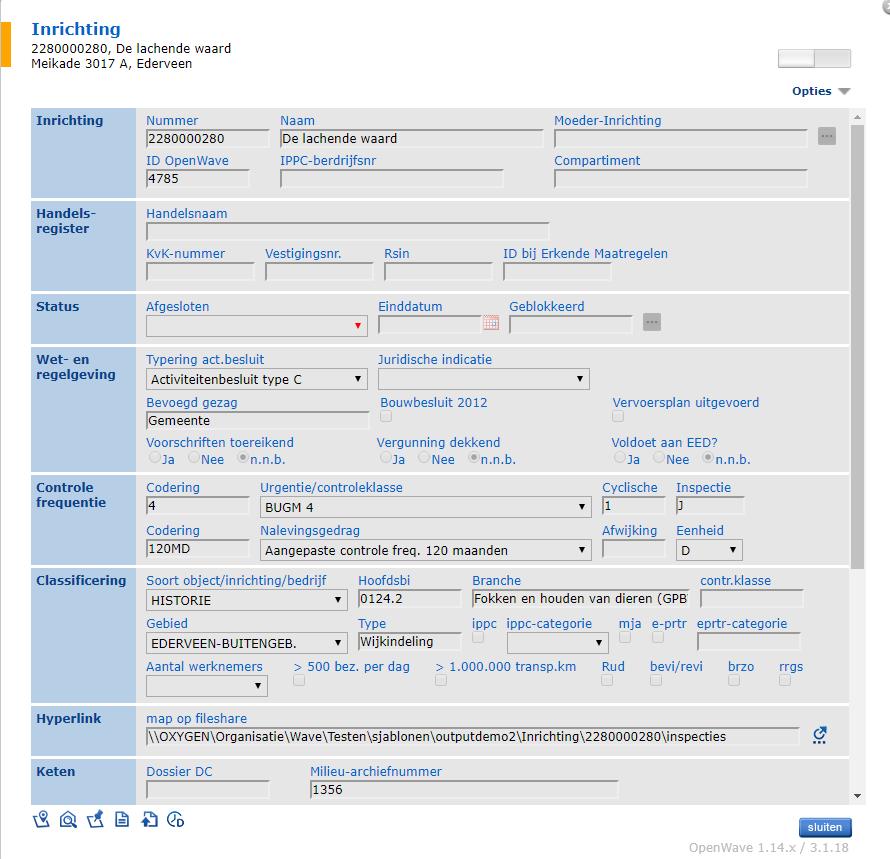 Inrichting
2280000280, De lachende waard
Meikade 3017 A, Ederveen
Opties
Inrichting
Nummer Naam Moeder-Inrichting
2280000280 De lachende waard ...
ID OpenWave IPPC-berdrijfsnr Compartiment
4785
Handels-
register
Handelsnaam
KvK-nummer Vestigingsnr. Rsin ID bij Erkende Maatregelen
Status
Afgesloten Einddatum Geblokkeerd
...
Wet- en
regelgeving
Typering act.besluit Juridische indicatie
Activiteitenbesluit type C
Bevoegd gezag Bouwbesluit 2012 Vervoersplan uitgevoerd
Gemeente
Voorschriften toereikend Vergunning dekkend Voldoet aan EED?
Ja Nee n.n.b. Ja Nee n.n.b. Ja Nee n.n.b.
Controle
frequentie
Codering Urgentie/controleklasse Cyclische Inspectie
4 BUGM 4 1 J
Codering Nalevingsgedrag Afwijking Eenheid
120MD Aangepaste controle freq. 120 maanden D
Classificering
Soort object/inrichting/bedrijf Hoofdsbi Branche contr.klasse
HISTORIE 0124.2 Fokken en houden van dieren (GPB
Gebied Type ippc ippc-categorie mja e-prtr eprtr-categorie
EDERVEEN-BUITENGEB. Wijkindeling
Aantal werknemers > 500 bez. per dag > 1.000.000 transp.km Rud bevi/revi brzo rrgs
Hyperlink
map op fileshare
\\OXYGEN\Organisatie\Wave\Testen\sjablonen\outputdemo2\Inrichting\2280000280\inspecties
Keten
Dossier DC Milieu-archiefnummer
1356
sluiten
OpenWave 1.14.x / 3.1.18